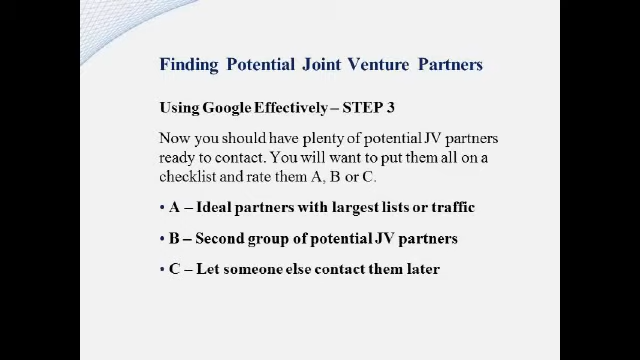 Finding Potential Joint Venture Partners
Using Google Effectively – STEP 3
Now you should have plenty of potential JV partners
ready to contact. You will want to put them all on a
checklist and rate them A, B or C.
• A – Ideal partners with largest lists or traffic
• B – Second group of potential JV partners
• C – Let someone else contact them later